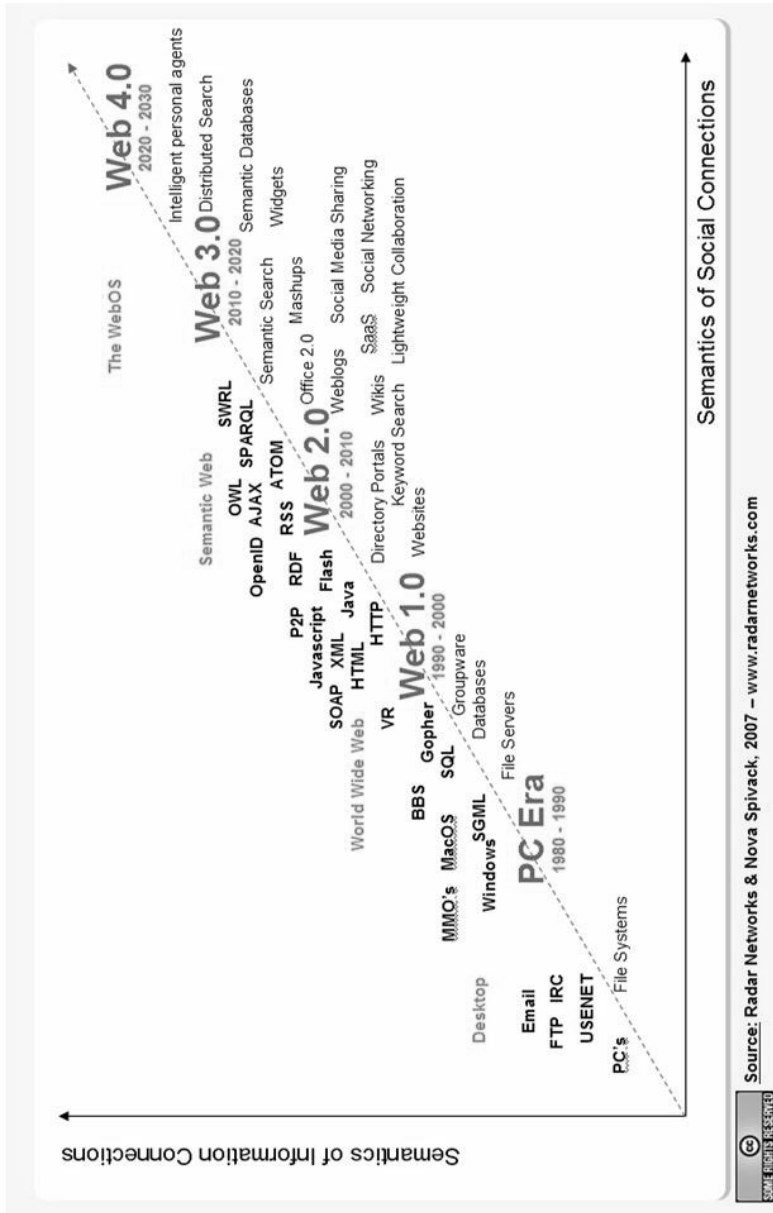 Semantics of Information Connections
The WebOS
Web 4.0
2020 - 2030
Intelligent personal agents
Semantic Web
Web 3.0
2010 - 2020
Distributed Search
SWRL
OWL
SPARQL
Semantic Databases
OpenID
AJAX
Semantic Search
Widgets
ATOM
P2P
RDF
RSS
Office 2.0
Mashups
Javascript
Flash
Web 2.0
2000 - 2010
Weblogs
Social Media Sharing
SOAP
XML
Java
World Wide Web
HTML
HTTP
Directory Portals
Wikis
SaaS
Social Networking
VR
Keyword Search
Lightweight Collaboration
Web 1.0
1990 - 2000
Websites
BBS
Gopher
Groupware
MMO's
MacOS
SQL
Databases
Desktop
Windows
SGML
File Servers
Email
PC Era
1980 - 1990
FTP
IRC
USENET
PC's
File Systems
Semantics of Social Connections
cc
SOME RIGHTS RESERVED
Source: Radar Networks & Nova Spivack, 2007 – www.radarnetworks.com